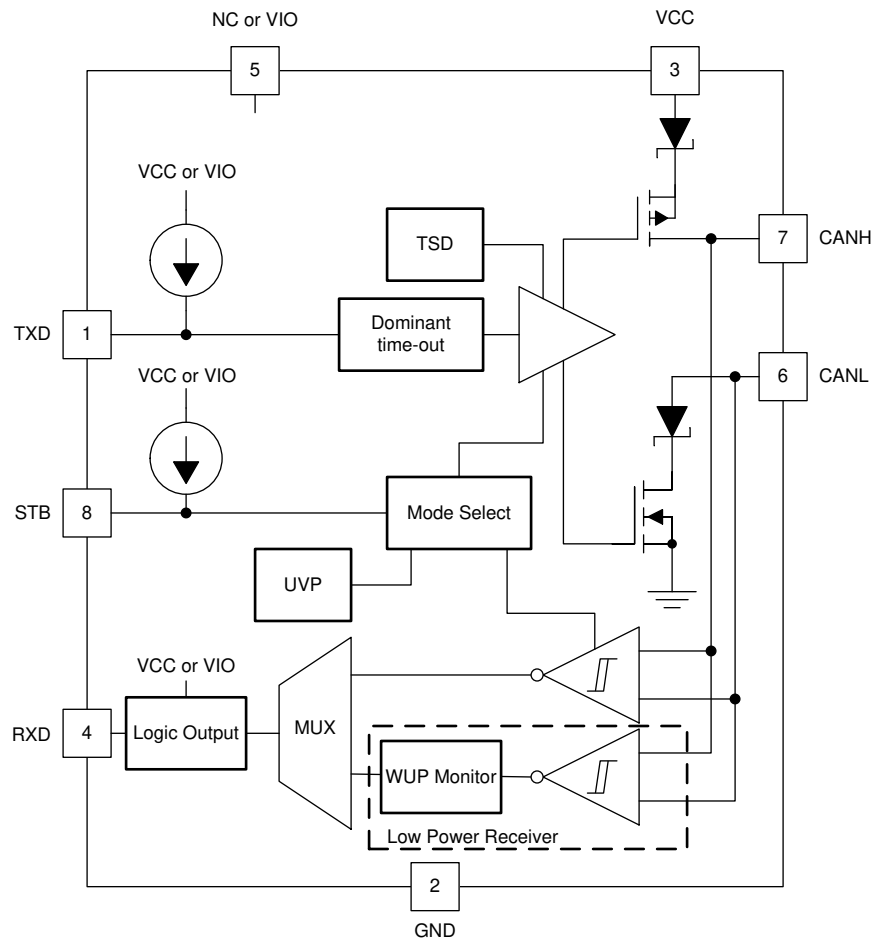 NC or VIO
VCC
5
3
VCC or VIO
TSD
7
CANH
TXD
1
Dominant
time-out
VCC or VIO
6
CANL
STB
8
Mode Select
UVP
VCC or VIO
RXD
4
Logic Output
MUX
WUP Monitor
Low Power Receiver
2
GND